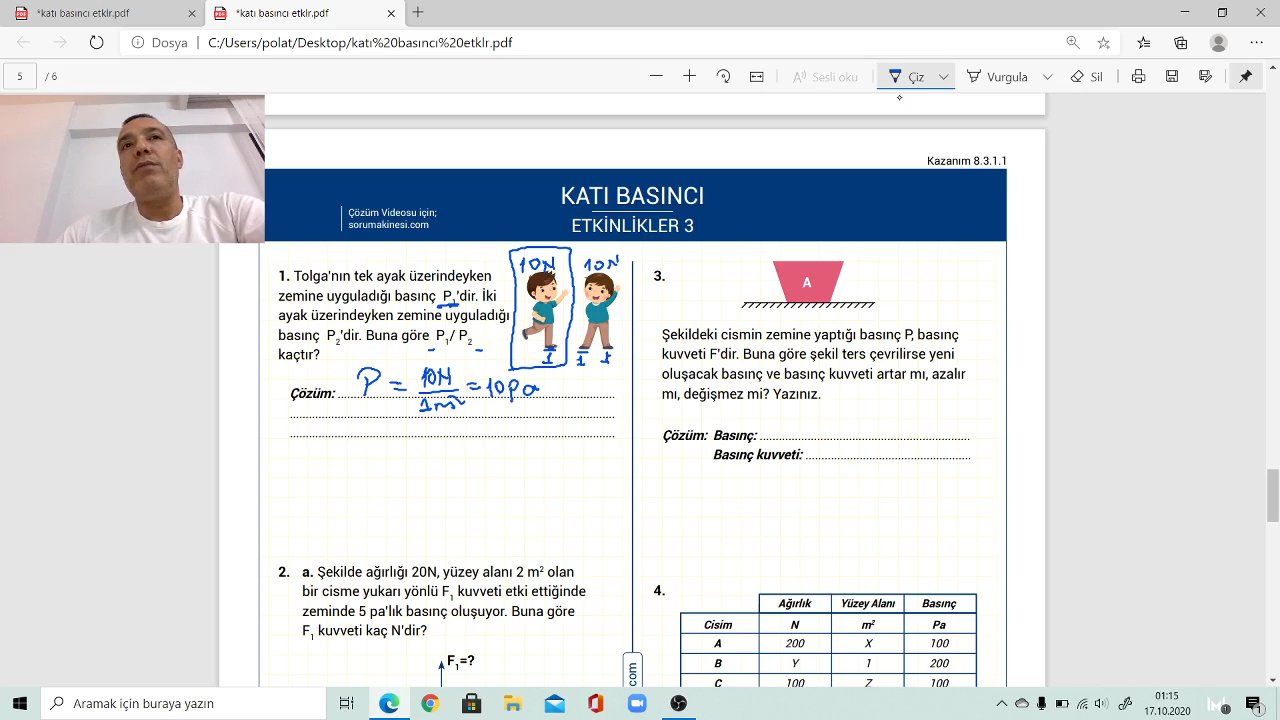 *katı basıncı etklr.pdf
*katı basıncı etklr.pdf
Dosya
C:/Users/polat/Desktop/katı%20basıncı%20etklr.pdf
5 / 6
Sesli oku
Çiz
Vurgula
Sil
Kazanım 8.3.1.1
Çözüm Videosu için;
sorumakinesi.com
KATI BASINCI
ETKİNLİKLER 3
1. Tolga'nın tek ayak üzerindeyken
zemine uyguladığı basınç P1'dir. İki
ayak üzerindeyken zemine uyguladığı
basınç P2'dir. Buna göre P1/ P2
kaçtır?
10N 10N
1 1 1
Çözüm: P = 10N / 1m² = 10Pa
2. a. Şekilde ağırlığı 20N, yüzey alanı 2 m² olan
bir cisme yukarı yönlü F1 kuvveti etki ettiğinde
zeminde 5 pa'lık basınç oluşuyor. Buna göre
F1 kuvveti kaç N'dir?
F1=?
com
3.
A
Şekildeki cismin zemine yaptığı basınç P, basınç
kuvveti F'dir. Buna göre şekil ters çevrilirse yeni
oluşacak basınç ve basınç kuvveti artar mı, azalır
mı, değişmez mi? Yazınız.
Çözüm: Basınç:
Basınç kuvveti:
4.
Ağırlık Yüzey Alanı Basınç
Cisim N m² Pa
A 200 X 100
B Y 1 200
C 100 Z 100
Aramak için buraya yazın
01:15
17.10.2020